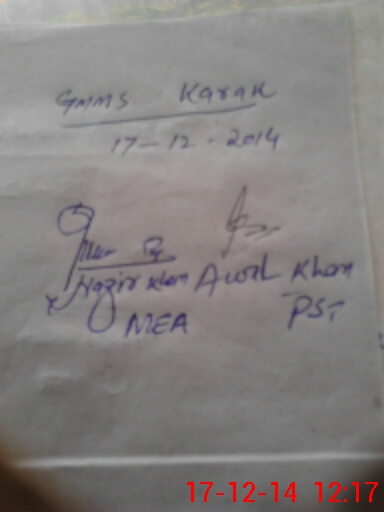 GMMS Karak
17-12-2014
Nazir Khan Awal Khan
MEA PST
17-12-14 12:17